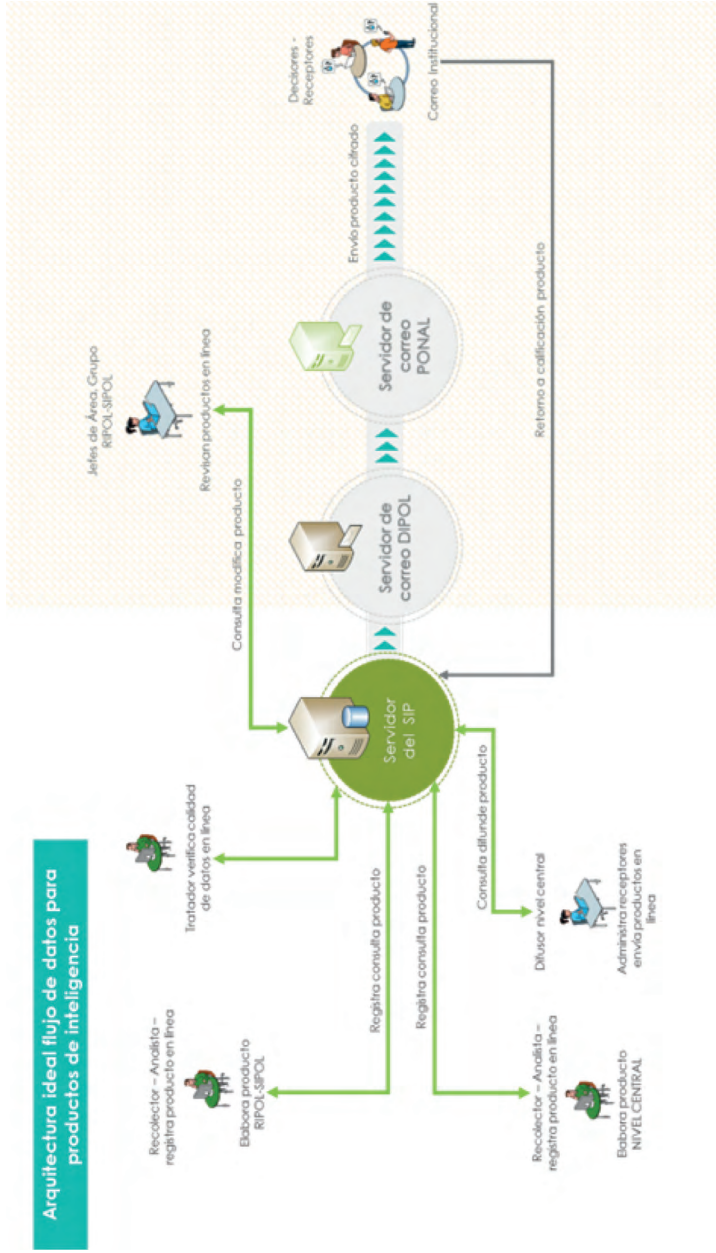 Arquitectura ideal flujo de datos para
productos de inteligencia
Recolector – Analista –
registra producto en línea
Elabora producto
RIPOL-SIPOL
Tratador verifica calidad
de datos en línea
Jefes de Área, Grupo
RIPOL-SIPOL
Revisan productos en línea
Consulta modifica producto
Registra consulta producto
Registra consulta producto
Servidor
del SIP
Servidor de
correo DIPOL
Servidor de
correo
PONAL
Envío producto cifrado
Decisores -
Receptores
Correo Institucional
Recolector – Analista –
registra producto en línea
Elabora producto
NIVEL CENTRAL
Consulta difunde producto
Difusor nivel central
Administra receptores
envía productos en
línea
Retorno a calificación producto